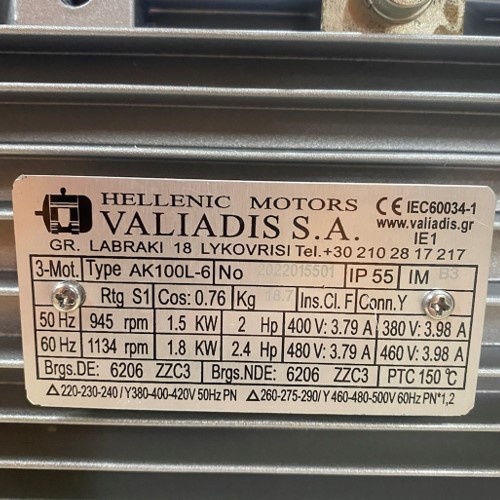 HELLENIC MOTORS CE IEC60034-1
VALIADIS S.A. www.valiadis.gr
IE1
GR. LABRAKI 18 LYKOVRISI Tel.+30 210 28 17 217
3-Mot. Type AK100L-6 No 2022015501 IP 55 IM B3
Rtg S1 Cos: 0.76 Kg 18.7 Ins.Cl. F Conn.Y
50 Hz 945 rpm 1.5 KW 2 Hp 400 V: 3.79 A 380 V: 3.98 A
60 Hz 1134 rpm 1.8 KW 2.4 Hp 480 V: 3.79 A 460 V: 3.98 A
Brgs.DE: 6206 ZZC3 Brgs.NDE: 6206 ZZC3 PTC 150 °C
△220-230-240/Y380-400-420V 50Hz PN △260-275-290/Y 460-480-500V 60Hz PN*1,2